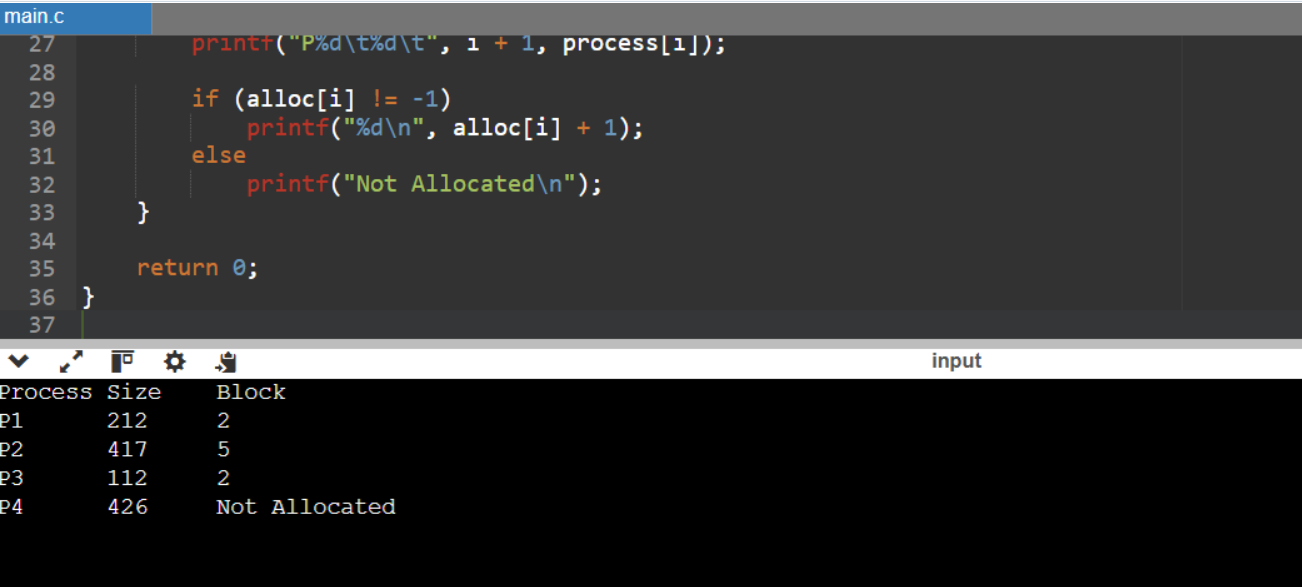 main.c
27 printf("P%d\t%d\t", i + 1, process[i]);
28
29 if (alloc[i] != -1)
30 printf("%d\n", alloc[i] + 1);
31 else
32 printf("Not Allocated\n");
33 }
34
35 return 0;
36 }
37
input
Process Size Block
P1 212 2
P2 417 5
P3 112 2
P4 426 Not Allocated